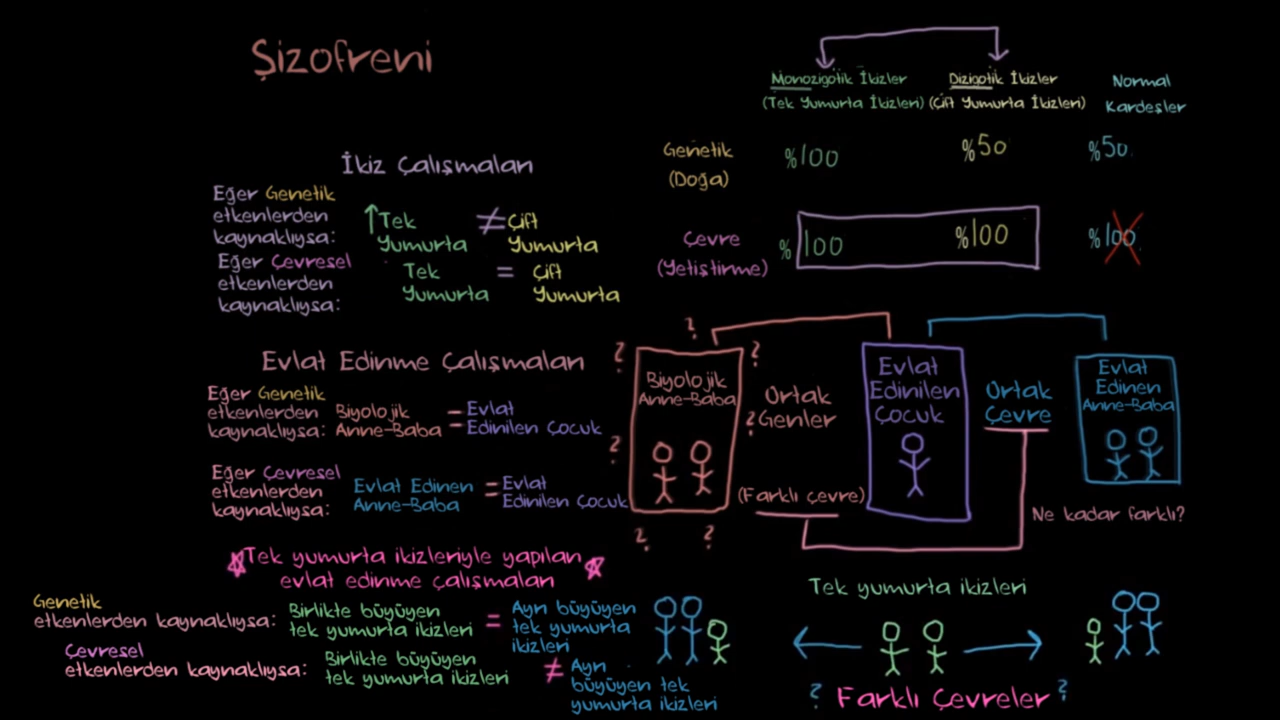 Şizofreni
Monozigotik İkizler
(Tek Yumurta İkizleri)
Dizigotik İkizler
(Çift Yumurta İkizleri)
Normal
Kardeşler
Genetik
(Doğa)
%100
%50
%50
Çevre
(Yetiştirme)
%100
%100
%100
İkiz Çalışmaları
Eğer Genetik
etkenlerden
kaynaklıysa:
↑Tek
Yumurta
≠
Çift
Yumurta
Eğer Çevresel
etkenlerden
kaynaklıysa:
Tek
Yumurta
=
Çift
Yumurta
Evlat Edinme Çalışmaları
Eğer Genetik
etkenlerden
kaynaklıysa:
Biyolojik
Anne-Baba
=
Evlat
Edinilen Çocuk
Eğer Çevresel
etkenlerden
kaynaklıysa:
Evlat Edinen
Anne-Baba
=
Evlat
Edinilen Çocuk
?
?
?
?
?
?
?
Biyolojik
Anne-Baba
Ortak
Genler
(Farklı çevre)
Evlat
Edinilen
Çocuk
Ortak
Çevre
Evlat
Edinen
Anne-Baba
Ne kadar farklı?
Tek yumurta ikizleriyle yapılan
evlat edinme çalışmaları
Genetik
etkenlerden kaynaklıysa:
Birlikte büyüyen
tek yumurta ikizleri
=
Ayrı büyüyen
tek yumurta
ikizleri
Çevresel
etkenlerden kaynaklıysa:
Birlikte büyüyen
tek yumurta ikizleri
≠
Ayrı
büyüyen tek
yumurta ikizleri
Tek yumurta ikizleri
? Farklı Çevreler ?